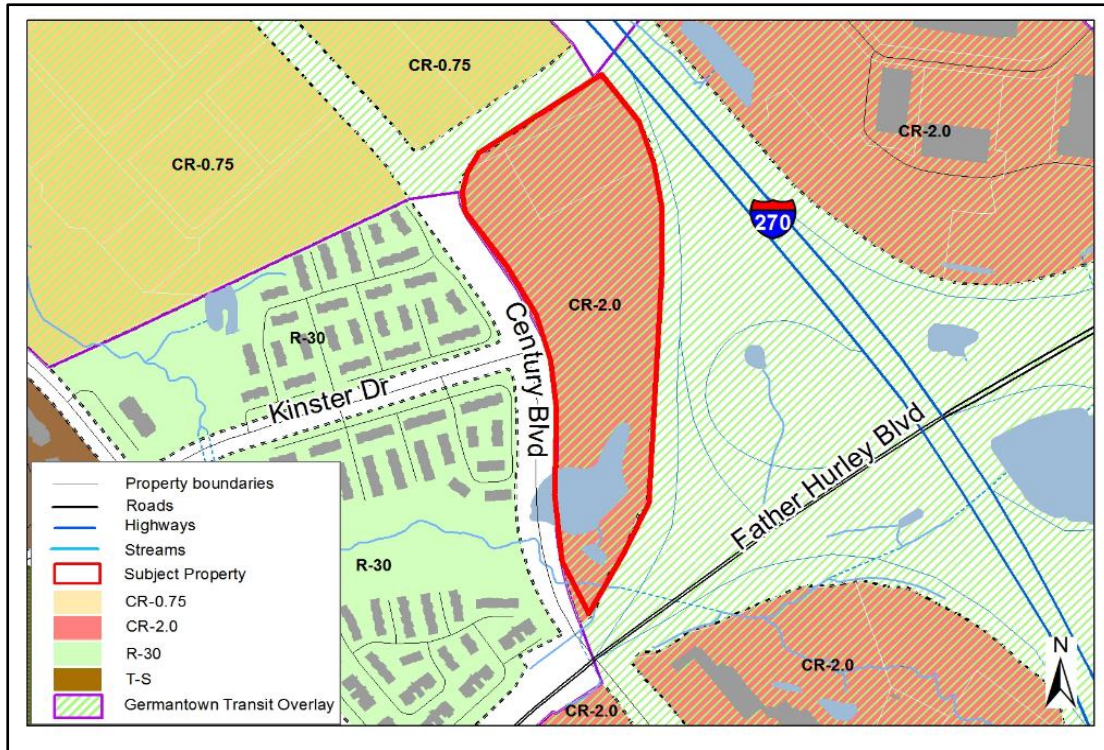 CR-0.75
CR-0.75
CR-2.0
270
CR-2.0
R-30
Century Blvd
Kinster Dr
Father Hurley Blvd
R-30
CR-2.0
CR-2.0
N
Property boundaries
Roads
Highways
Streams
Subject Property
CR-0.75
CR-2.0
R-30
T-S
Germantown Transit Overlay